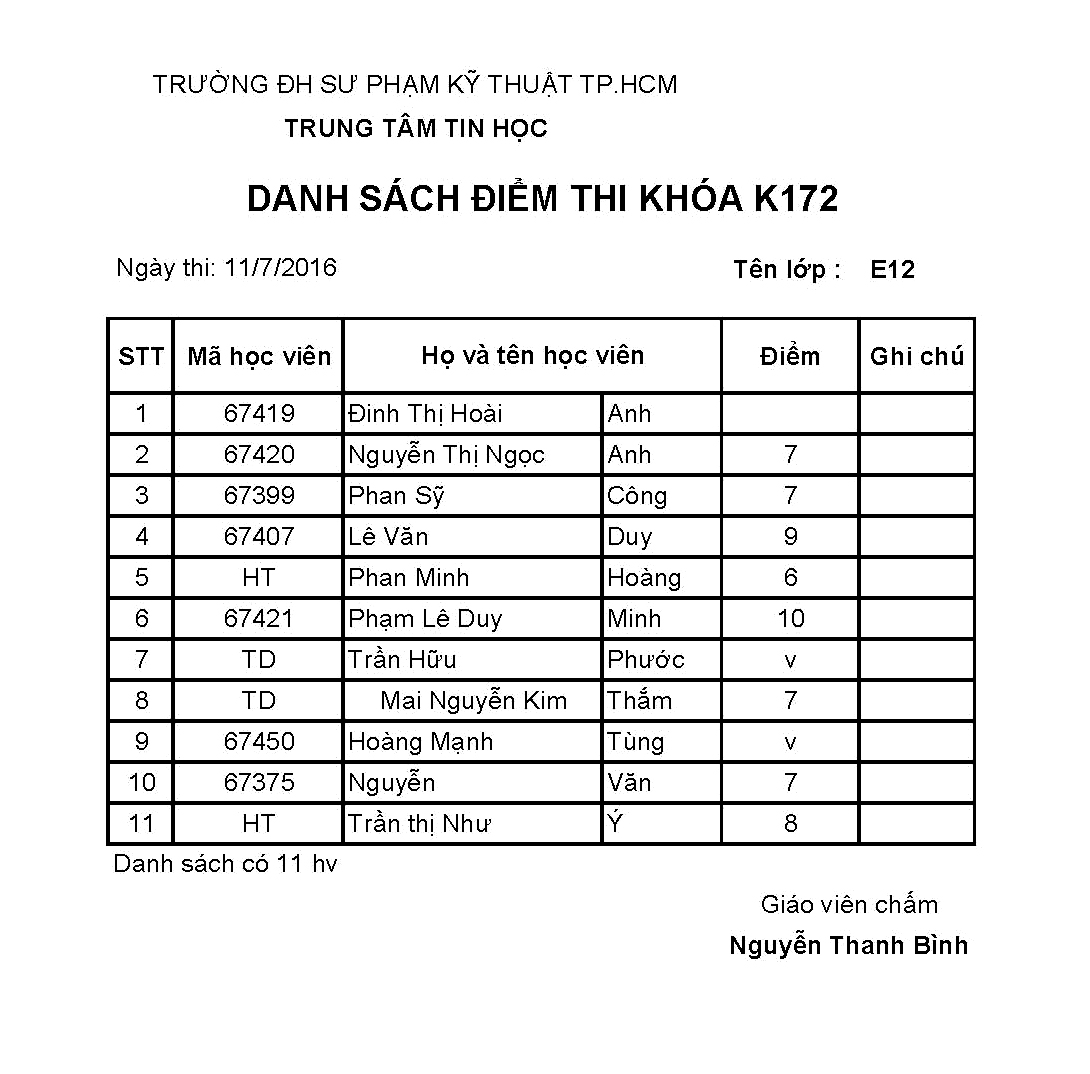 TRƯỜNG ĐH SƯ PHẠM KỸ THUẬT TP.HCM
TRUNG TÂM TIN HỌC
DANH SÁCH ĐIỂM THI KHÓA K172
Ngày thi: 11/7/2016 Tên lớp : E12
STT Mã học viên Họ và tên học viên Điểm Ghi chú
1 67419 Đinh Thị Hoài Anh
2 67420 Nguyễn Thị Ngọc Anh 7
3 67399 Phan Sỹ Công 7
4 67407 Lê Văn Duy 9
5 HT Phan Minh Hoàng 6
6 67421 Phạm Lê Duy Minh 10
7 TD Trần Hữu Phước v
8 TD Mai Nguyễn Kim Thắm 7
9 67450 Hoàng Mạnh Tùng v
10 67375 Nguyễn Văn 7
11 HT Trần thị Như Ý 8
Danh sách có 11 hv
Giáo viên chấm
Nguyễn Thanh Bình